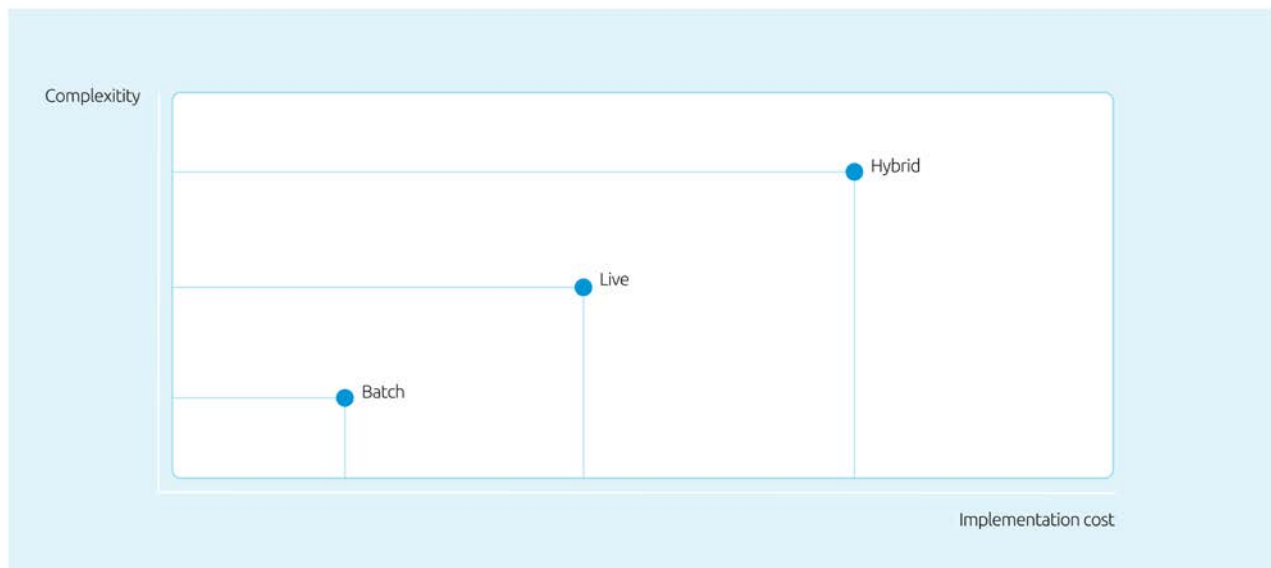 Complexitity
Hybrid
Live
Batch
Implementation cost